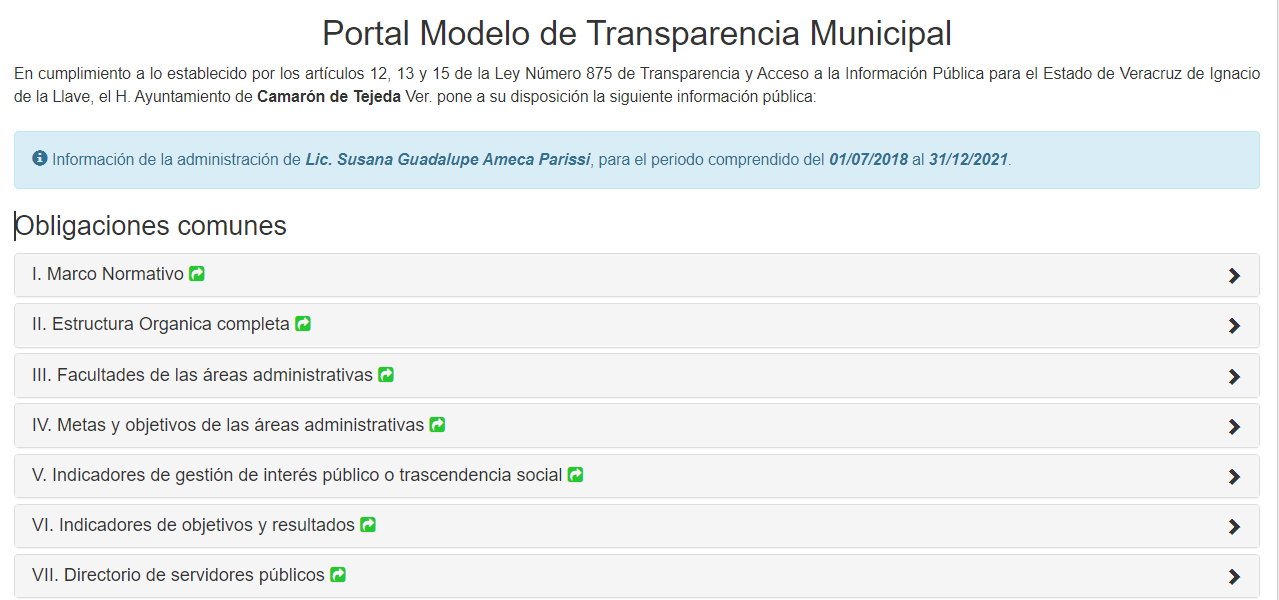 Portal Modelo de Transparencia Municipal
En cumplimiento a lo establecido por los artículos 12, 13 y 15 de la Ley Número 875 de Transparencia y Acceso a la Información Pública para el Estado de Veracruz de Ignacio
de la Llave, el H. Ayuntamiento de Camarón de Tejeda Ver. pone a su disposición la siguiente información pública:
Información de la administración de Lic. Susana Guadalupe Ameca Parissi, para el periodo comprendido del 01/07/2018 al 31/12/2021.
Obligaciones comunes
I. Marco Normativo
II. Estructura Organica completa
III. Facultades de las áreas administrativas
IV. Metas y objetivos de las áreas administrativas
V. Indicadores de gestión de interés público o trascendencia social
VI. Indicadores de objetivos y resultados
VII. Directorio de servidores públicos